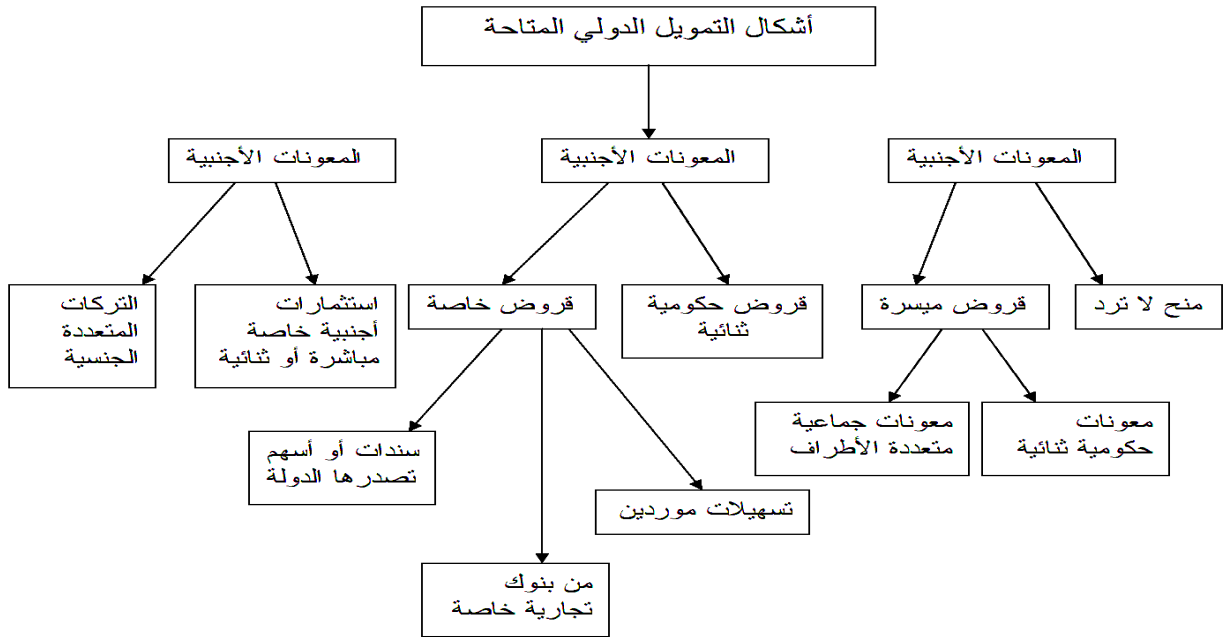 أشكال التمويل الدولي المتاحة
المعونات الأجنبية
المعونات الأجنبية
المعونات الأجنبية
منح لا ترد
قروض ميسرة
قروض حكومية
ثنائية
قروض خاصة
استثمارات
أجنبية خاصة
مباشرة أو ثنائية
التركات
المتعددة
الجنسية
معونات
حكومية ثنائية
معونات جماعية
متعددة الأطراف
تسهيلات موردين
من بنوك
تجارية خاصة
سندات أو أسهم
تصدرها الدولة